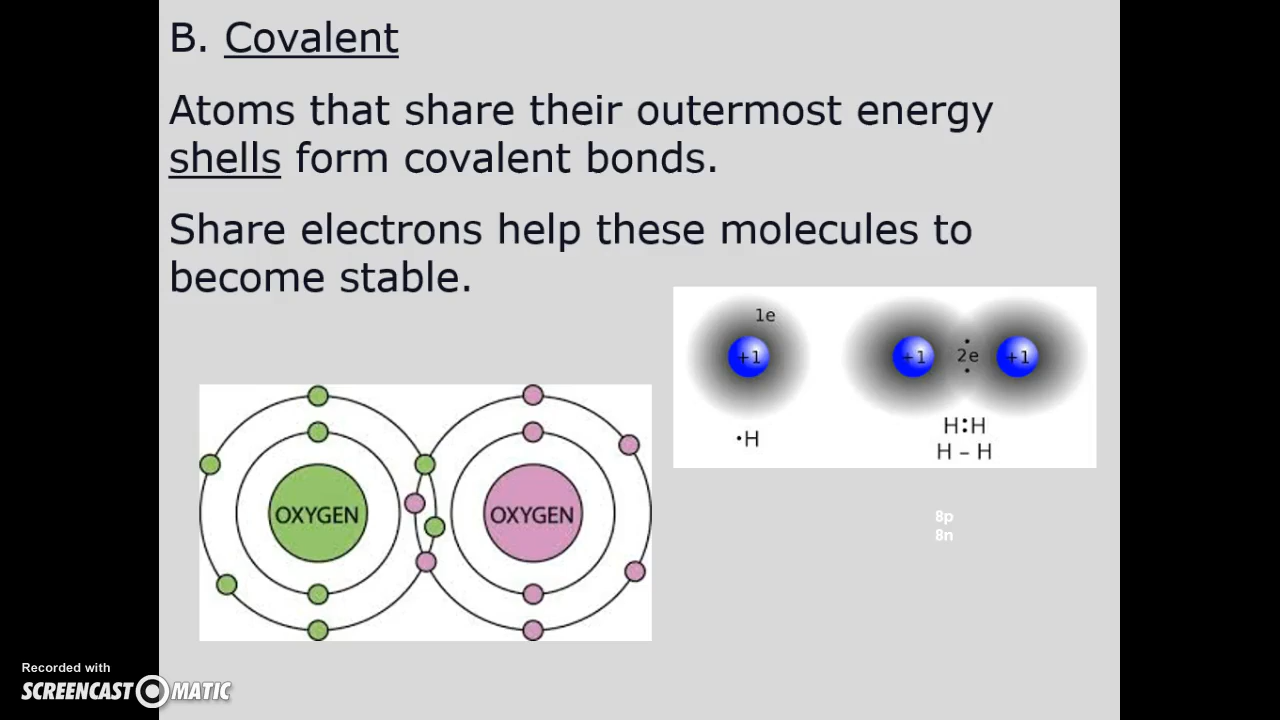 B. Covalent
Atoms that share their outermost energy
shells form covalent bonds.
Share electrons help these molecules to
become stable.
1e
+1
+1
2e
+1
•H
H:H
H – H
OXYGEN
OXYGEN
8p
8n
Recorded with
SCREENCAST MATIC